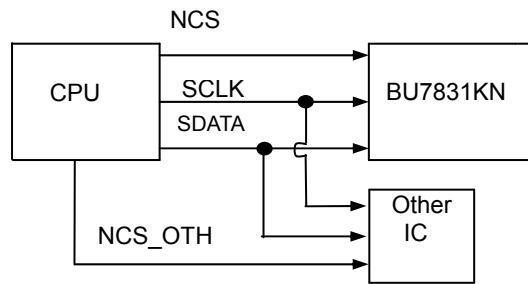 NCS
CPU
SCLK
BU7831KN
SDATA
Other
IC
NCS_OTH